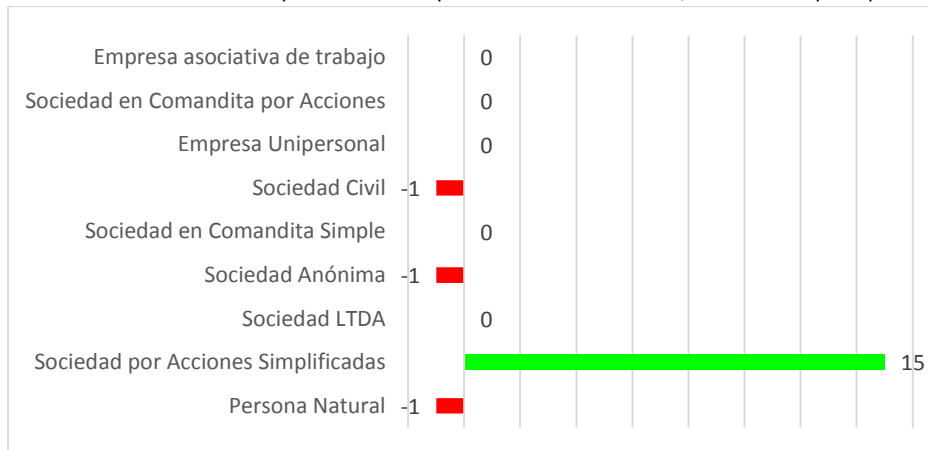 Empresa asociativa de trabajo 0
Sociedad en Comandita por Acciones 0
Empresa Unipersonal 0
Sociedad Civil -1
Sociedad en Comandita Simple 0
Sociedad Anónima -1
Sociedad LTDA 0
Sociedad por Acciones Simplificadas 15
Persona Natural -1